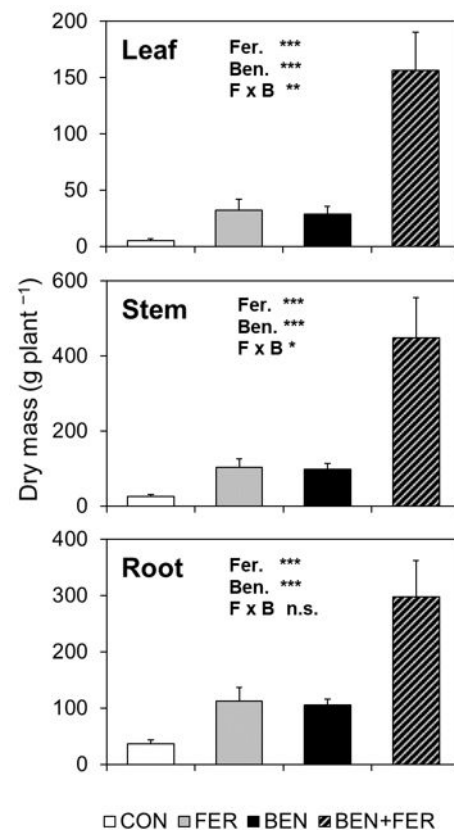 Dry mass (g plant ⁻¹)
200
150
100
50
0
Leaf
Fer. ***
Ben. ***
F x B **
600
400
200
0
Stem
Fer. ***
Ben. ***
F x B *
400
300
200
100
0
Root
Fer. ***
Ben. ***
F x B n.s.
CON FER BEN BEN+FER